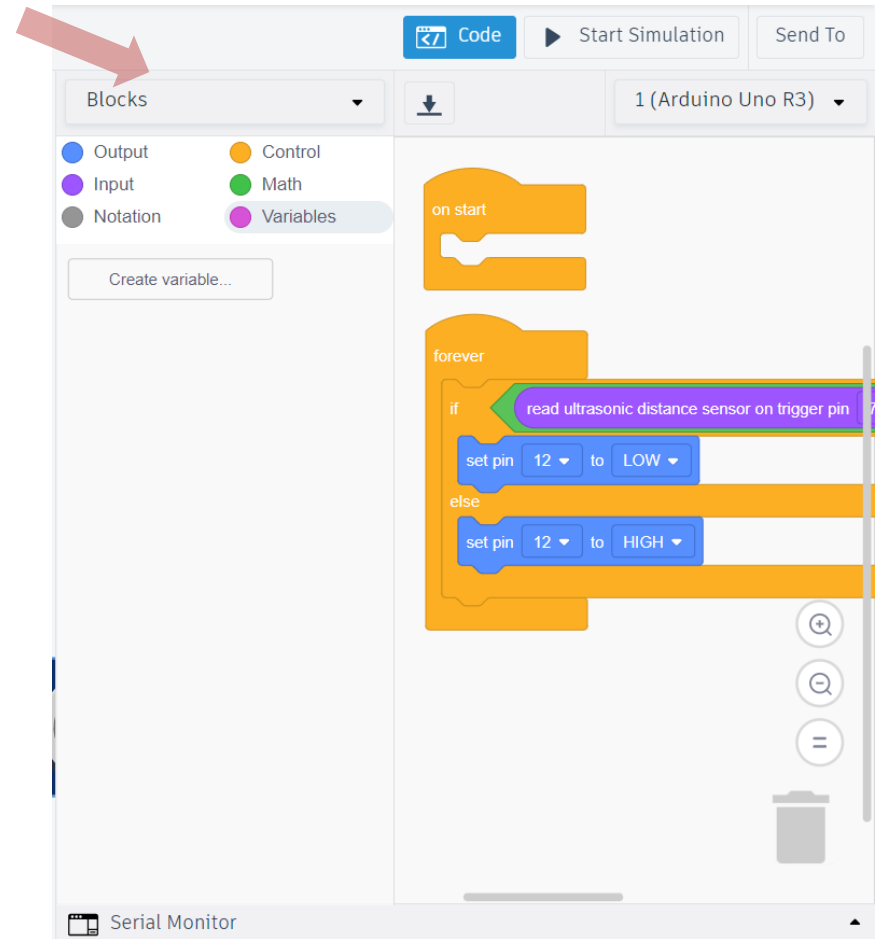 Code Start Simulation Send To
Blocks 1 (Arduino Uno R3)
Output Control
Input Math
Notation Variables
Create variable...
on start
forever
if read ultrasonic distance sensor on trigger pin 7
set pin 12 to LOW
else
set pin 12 to HIGH
Serial Monitor